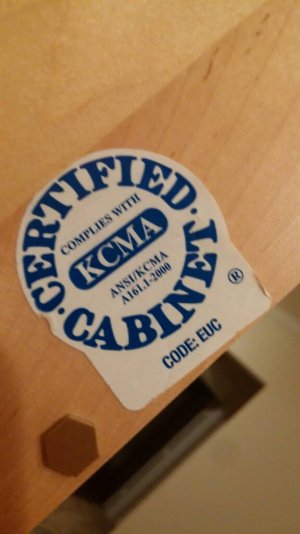 CERTIFIED
COMPLIES WITH
KCMA
ANSI/KCMA
A161.1-2000
CABINET
®
CODE: EUC